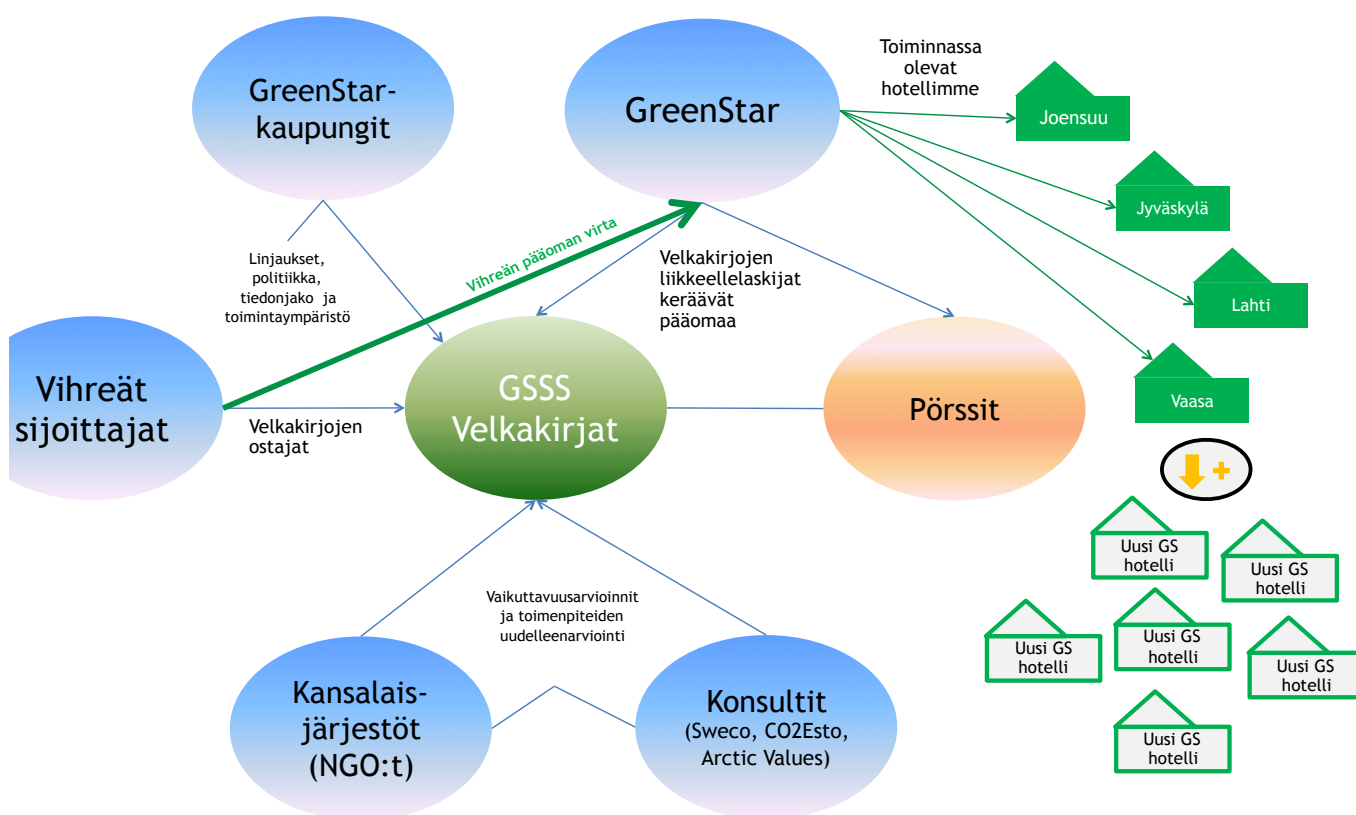 GreenStar-
kaupungit
GreenStar
Toiminnassa
olevat
hotellimme
Joensuu
Jyväskylä
Lahti
Vaasa
Linjaukset,
politiikka,
tiedonjako ja
toimintaympäristö
Vihreän pääoman virta
Velkakirjojen
liikkeellelaskijat
keräävät
pääomaa
Vihreät
sijoittajat
Velkakirjojen
ostajat
GSSS
Velkakirjat
Pörssit
Uusi GS
hotelli
Uusi GS
hotelli
Uusi GS
hotelli
Uusi GS
hotelli
Uusi GS
hotelli
Uusi GS
hotelli
Vaikuttavuusarvioinnit
ja toimenpiteiden
uudelleenarviointi
Kansalais-
järjestöt
(NGO:t)
Konsultit
(Sweco, CO2Esto,
Arctic Values)